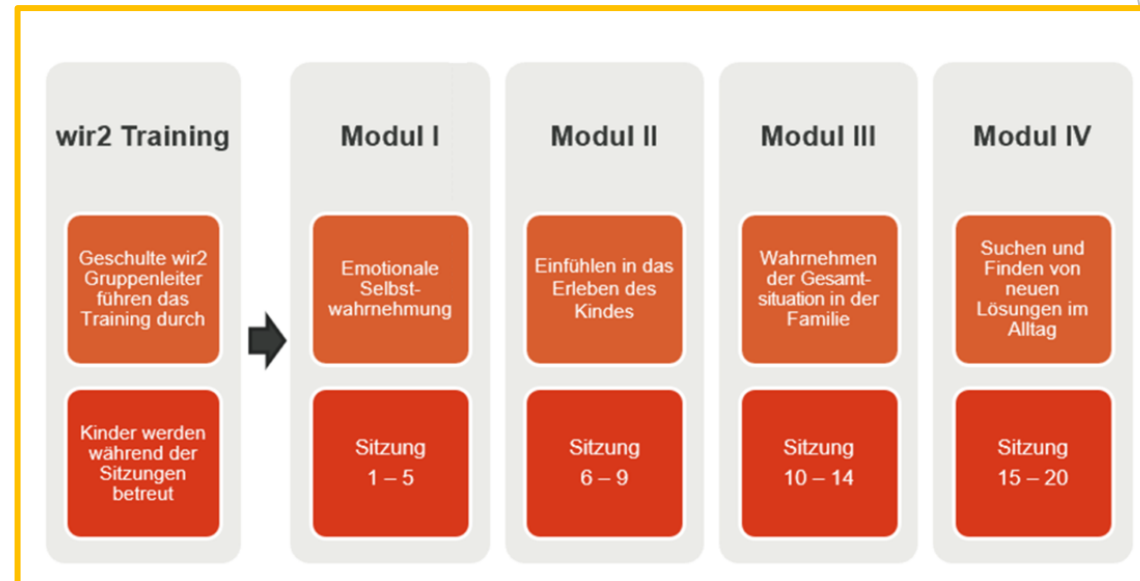 wir2 Training
Geschulte wir2
Gruppenleiter
führen das
Training durch
Kinder werden
während der
Sitzungen
betreut
Modul I
Emotionale
Selbst-
wahrnehmung
Sitzung
1 – 5
Modul II
Einfühlen in das
Erleben des
Kindes
Sitzung
6 – 9
Modul III
Wahrnehmen
der Gesamt-
situation in der
Familie
Sitzung
10 – 14
Modul IV
Suchen und
Finden von
neuen
Lösungen im
Alltag
Sitzung
15 – 20